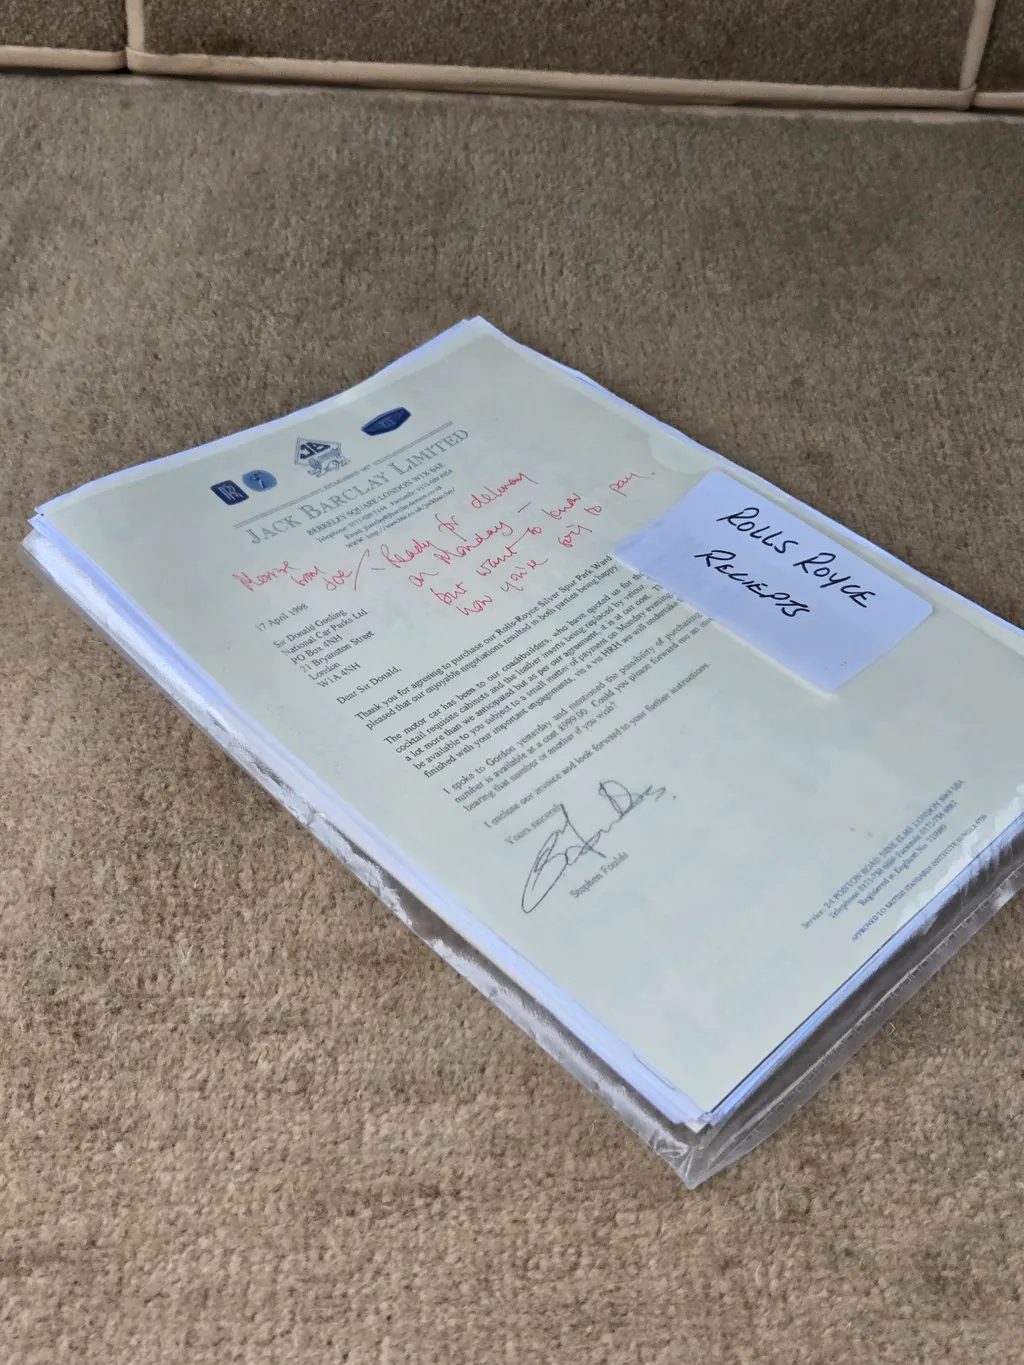 JB
JACK BARCLAY LIMITED
BERKELEY SQUARE LONDON W1X 6AE
Ready for delivery
on Monday —
but want to know
how you're going to pay.
17 April 1998
Sir Donald Gosling
National Car Parks Ltd
PO Box 4NH
21 Bryanston Street
London
W1A 4NH
Dear Sir Donald,
Thank you for agreeing to purchase our Rolls-Royce Silver Spur Park Ward
pleased that our enjoyable negotiations resulted in both parties being happy.
The motor car has been to our coachbuilders, who have quoted us for the
cocktail requisite cabinets and the leather inserts being replaced by velour.
a lot more than we anticipated but as per our agreement, it is at our cost.
be available to you subject to a small matter of payment on Monday evening,
finished with your important engagements, vis a vis HRH we will undertake
I spoke to Gordon yesterday and mentioned the possibility of purchasing
number is available at a cost £999.00 Could you please forward me an
bearing that number or another if you wish?
I enclose our invoice and look forward to your further instructions.
Yours sincerely
Stephen Foulds
ROLLS ROYCE
RECIEPTS